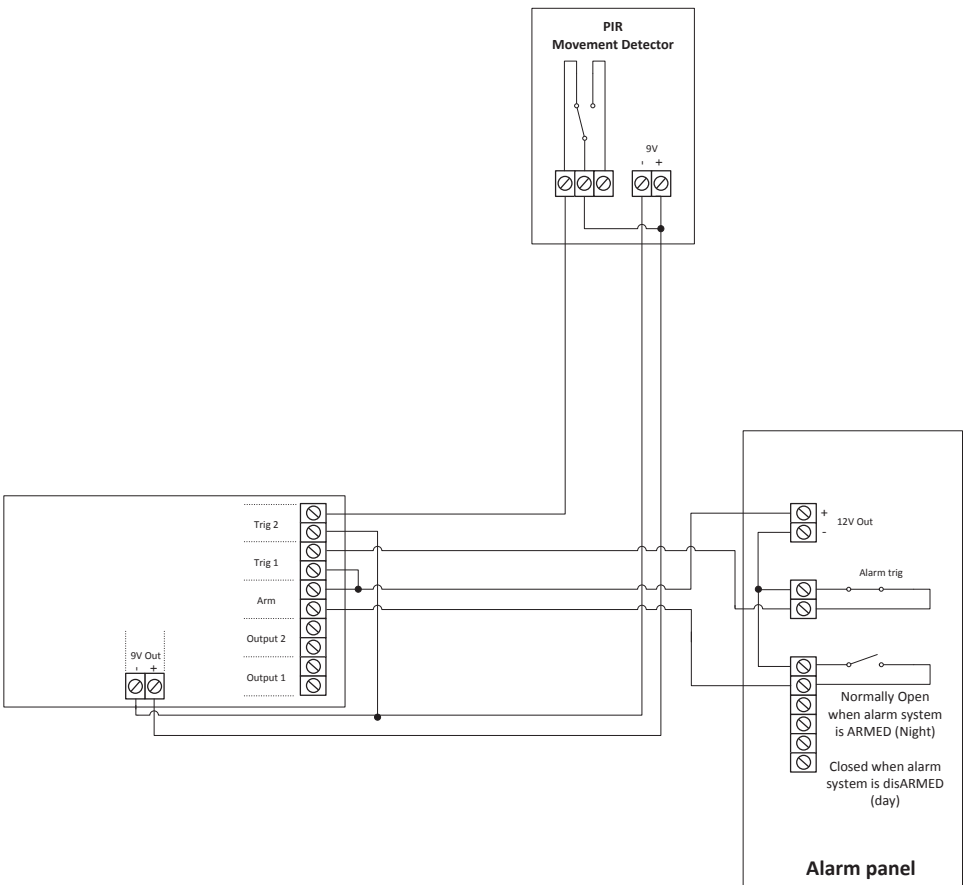 PIR
Movement Detector
9V
- +
Trig 2
Trig 1
Arm
Output 2
Output 1
9V Out
- +
+
12V Out
-
Alarm trig
Normally Open
when alarm system
is ARMED (Night)
Closed when alarm
system is disARMED
(day)
Alarm panel